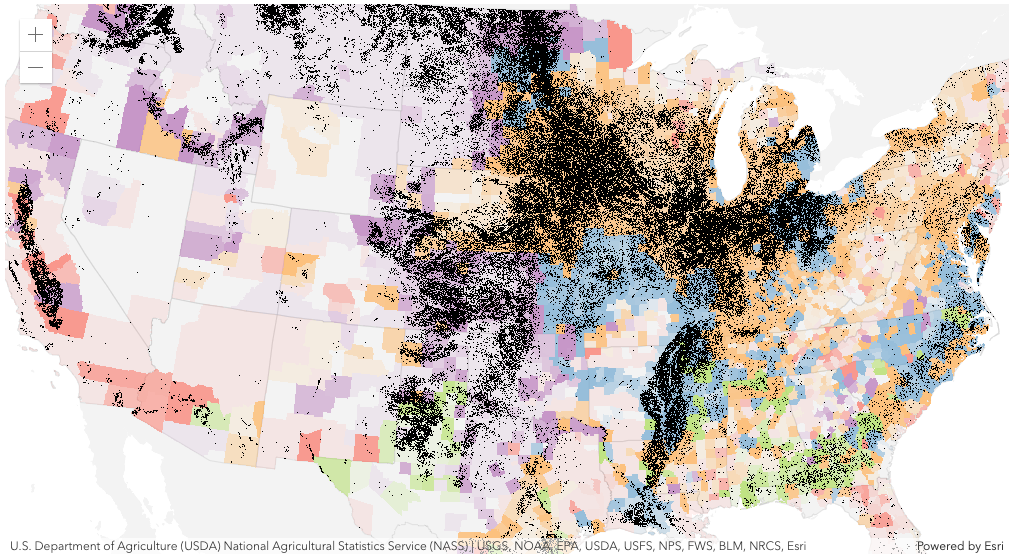 +
−
U.S. Department of Agriculture (USDA) National Agricultural Statistics Service (NASS) | USGS, NOAA, EPA, USDA, USFS, NPS, FWS, BLM, NRCS, Esri
Powered by Esri